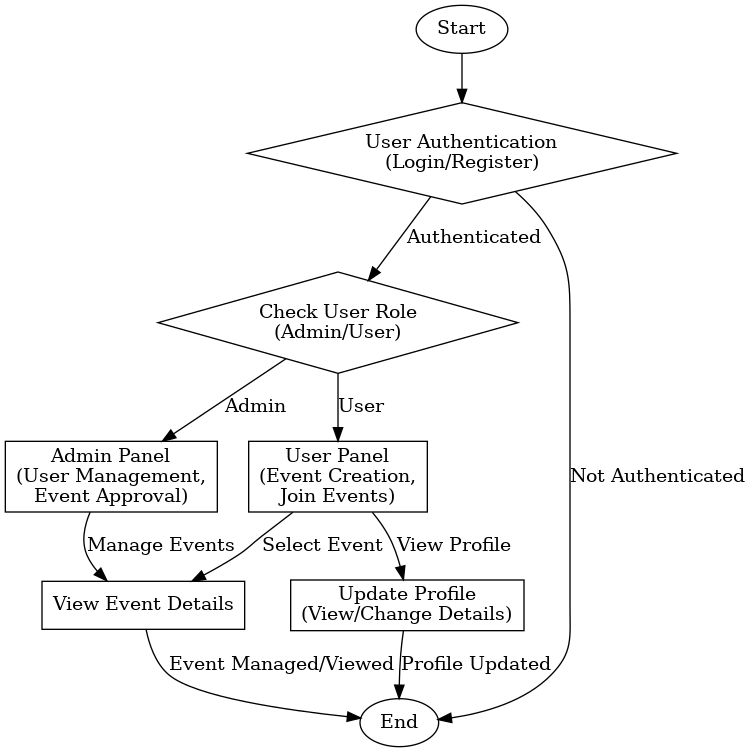 Start
User Authentication
(Login/Register)
Authenticated
Check User Role
(Admin/User)
Admin
User
Admin Panel
(User Management,
Event Approval)
User Panel
(Event Creation,
Join Events)
Not Authenticated
Manage Events
Select Event
View Profile
View Event Details
Update Profile
(View/Change Details)
Event Managed/Viewed
Profile Updated
End